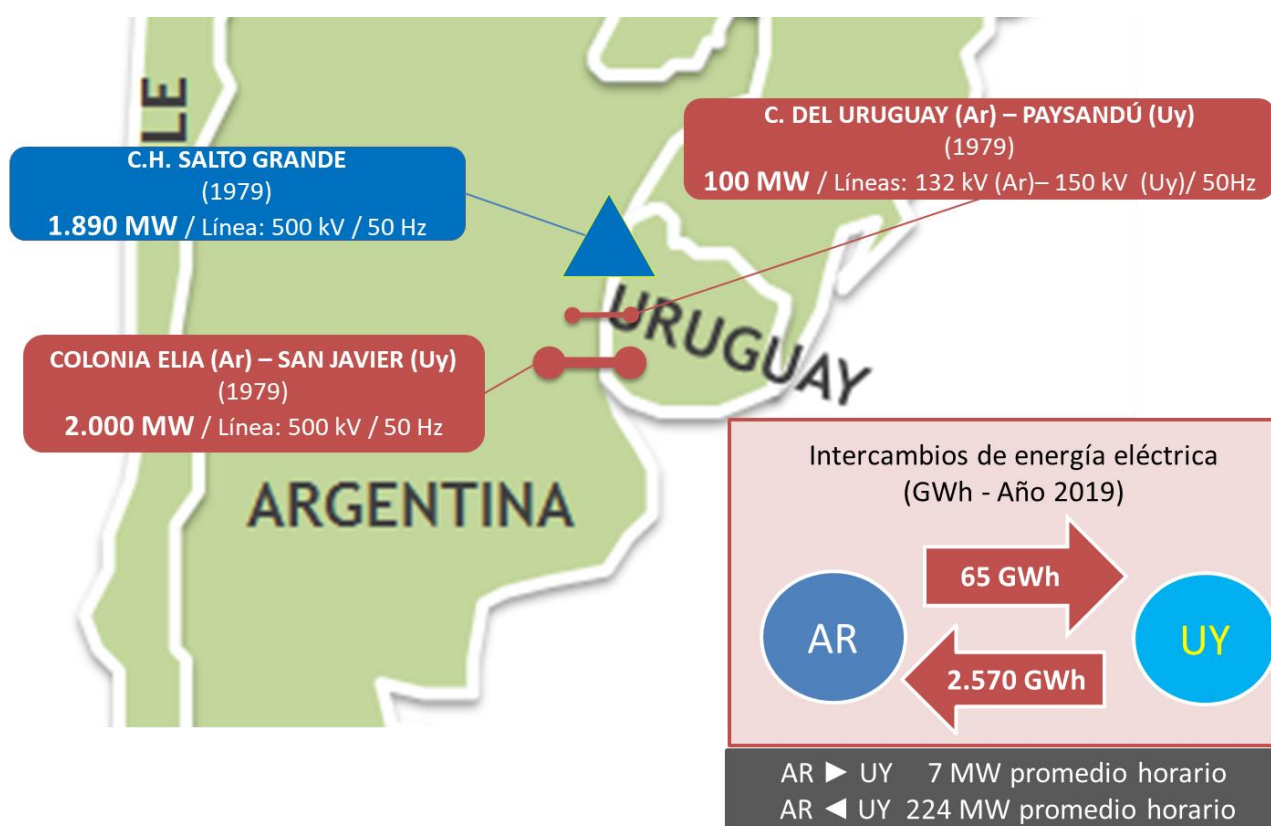 LE
C.H. SALTO GRANDE
(1979)
1.890 MW / Línea: 500 kV / 50 Hz
C. DEL URUGUAY (Ar) – PAYSANDÚ (Uy)
(1979)
100 MW / Líneas: 132 kV (Ar)– 150 kV (Uy)/ 50Hz
URUGUAY
COLONIA ELIA (Ar) – SAN JAVIER (Uy)
(1979)
2.000 MW / Línea: 500 kV / 50 Hz
ARGENTINA
Intercambios de energía eléctrica
(GWh - Año 2019)
65 GWh
AR
UY
2.570 GWh
AR ► UY 7 MW promedio horario
AR ◄ UY 224 MW promedio horario